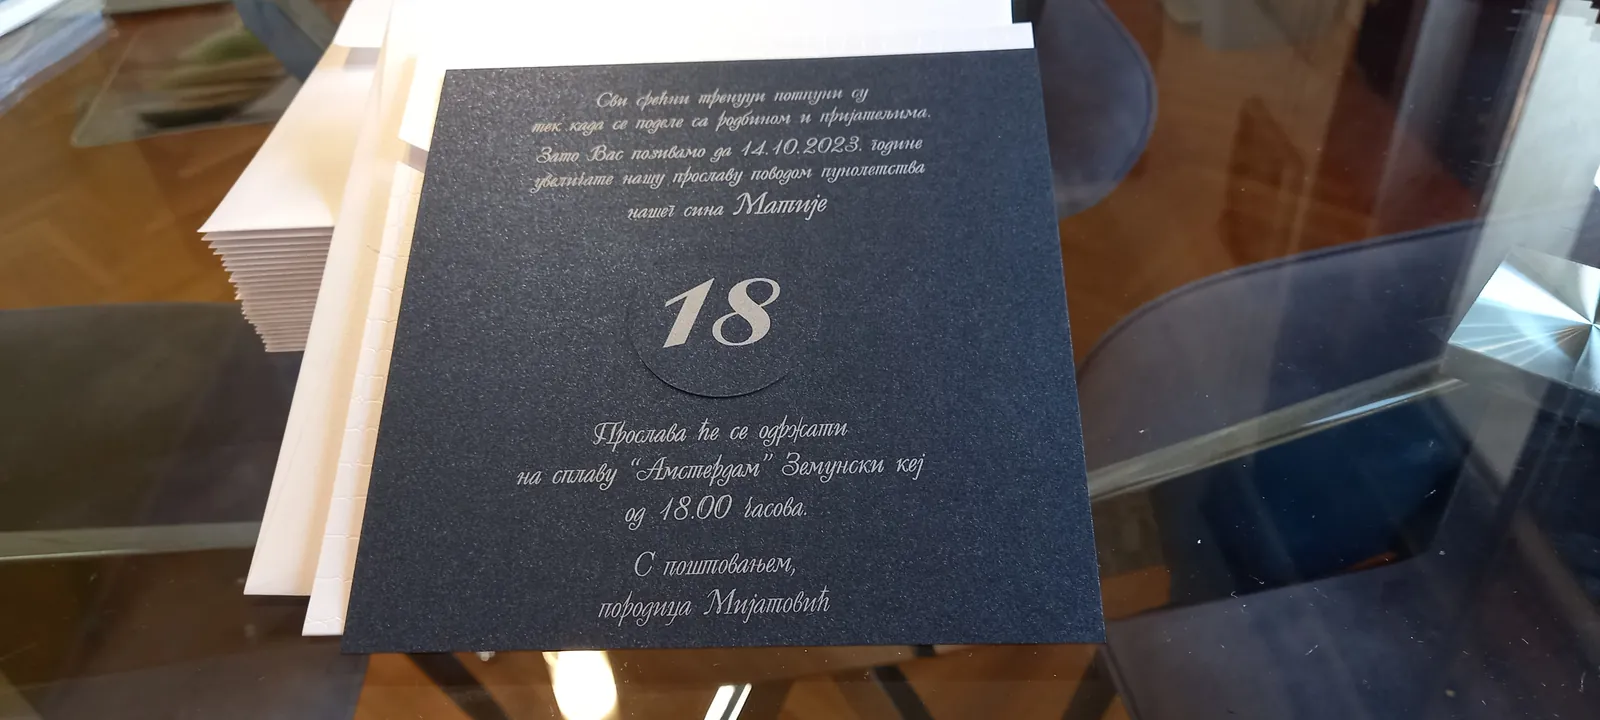 Сви срећни тренуци потпуни су
тек када се поделе са родбином и пријатељима.
Зато Вас позивамо да 14.10.2023. године
увеличате нашу прославу поводом пунолетства
нашег сина Матије
18
Прослава ће се одржати
на сплаву “Амстердам” Земунски кеј
од 18.00 часова.
С поштовањем,
породица Мијатовић